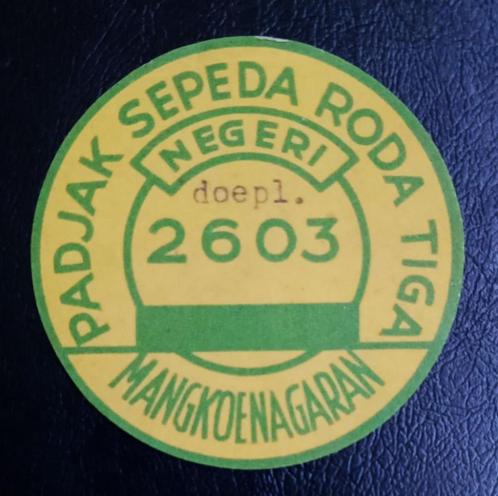 PADJAK SEPEDA RODA TIGA
NEGERI
doepl.
2603
MANGKOENAGARAN